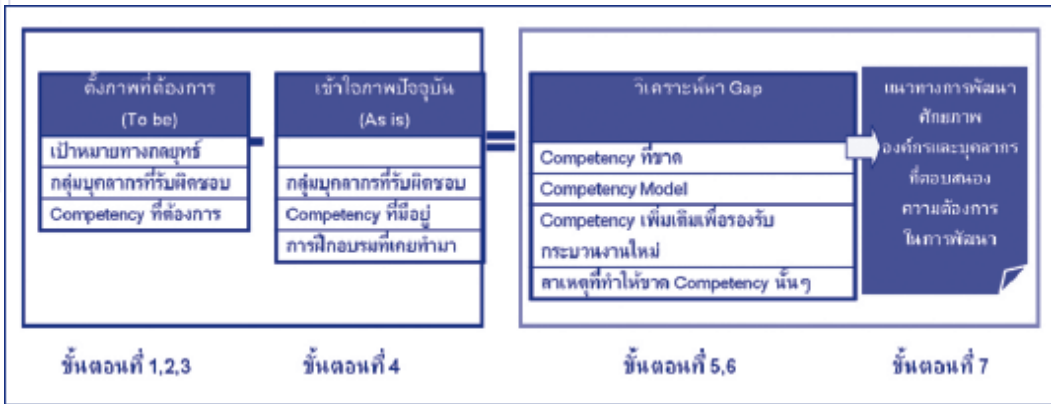 ตั้งภาพที่ต้องการ
(To be)
เป้าหมายทางกลยุทธ์
กลุ่มบุคลากรที่รับผิดชอบ
Competency ที่ต้องการ
เข้าใจภาพปัจจุบัน
(As is)
กลุ่มบุคลากรที่รับผิดชอบ
Competency ที่มีอยู่
การฝึกอบรมที่เคยทำมา
วิเคราะห์หา Gap
Competency ที่ขาด
Competency Model
Competency เพิ่มเติมเพื่อรองรับ
กระบวนงานใหม่
สาเหตุที่ทำให้ขาด Competency นั้นๆ
แนวทางการพัฒนา
ศักยภาพ
องค์กรและบุคลากร
ที่ตอบสนอง
ความต้องการ
ในการพัฒนา
ขั้นตอนที่ 1,2,3
ขั้นตอนที่ 4
ขั้นตอนที่ 5,6
ขั้นตอนที่ 7